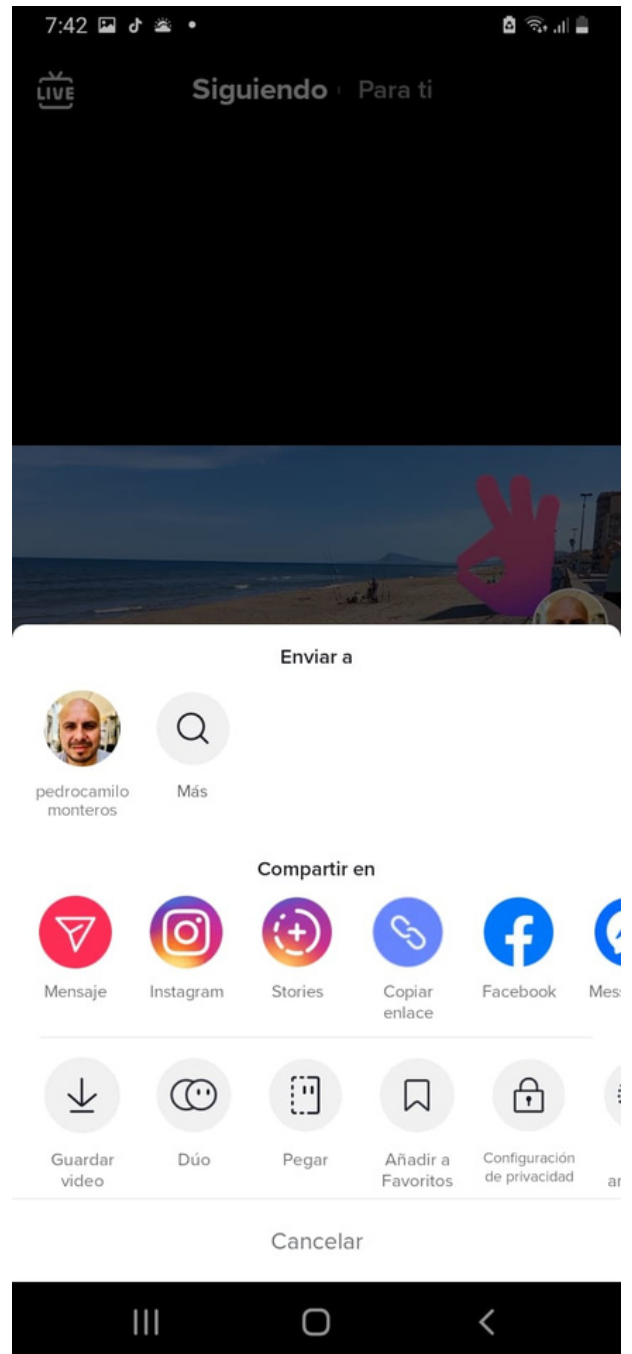 7:42
LIVE
Siguiendo Para ti
Enviar a
pedrocamilo
monteros
Más
Compartir en
Mensaje
Instagram
Stories
Copiar
enlace
Facebook
Mess
Guardar
video
Dúo
Pegar
Añadir a
Favoritos
Configuración
de privacidad
Cancelar